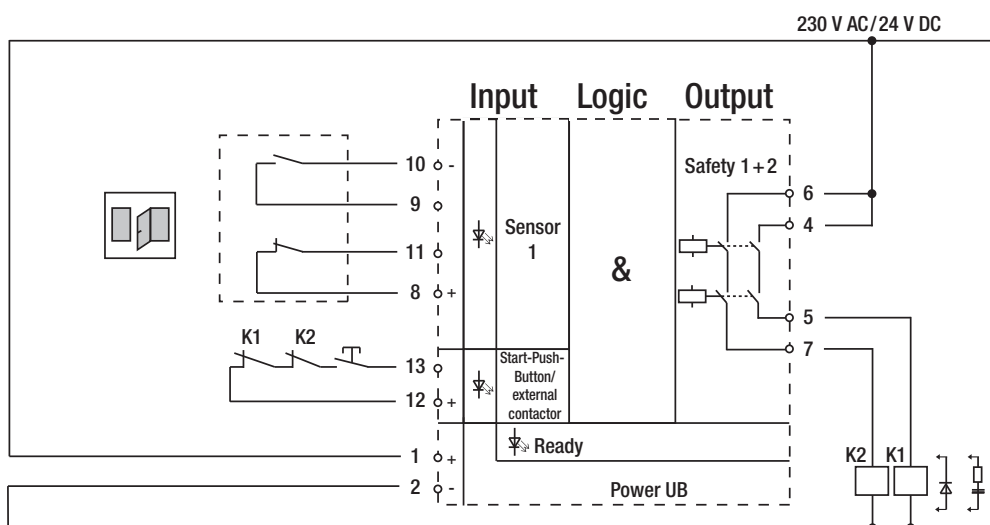 230 V AC/24 V DC
Input Logic Output
Safety 1+2
10 -
9
11
8 +
Sensor
1
&
6
4
5
7
K1 K2
13
12 +
Start-Push-
Button/
external
contactor
1 +
Ready
2 -
Power UB
K2 K1